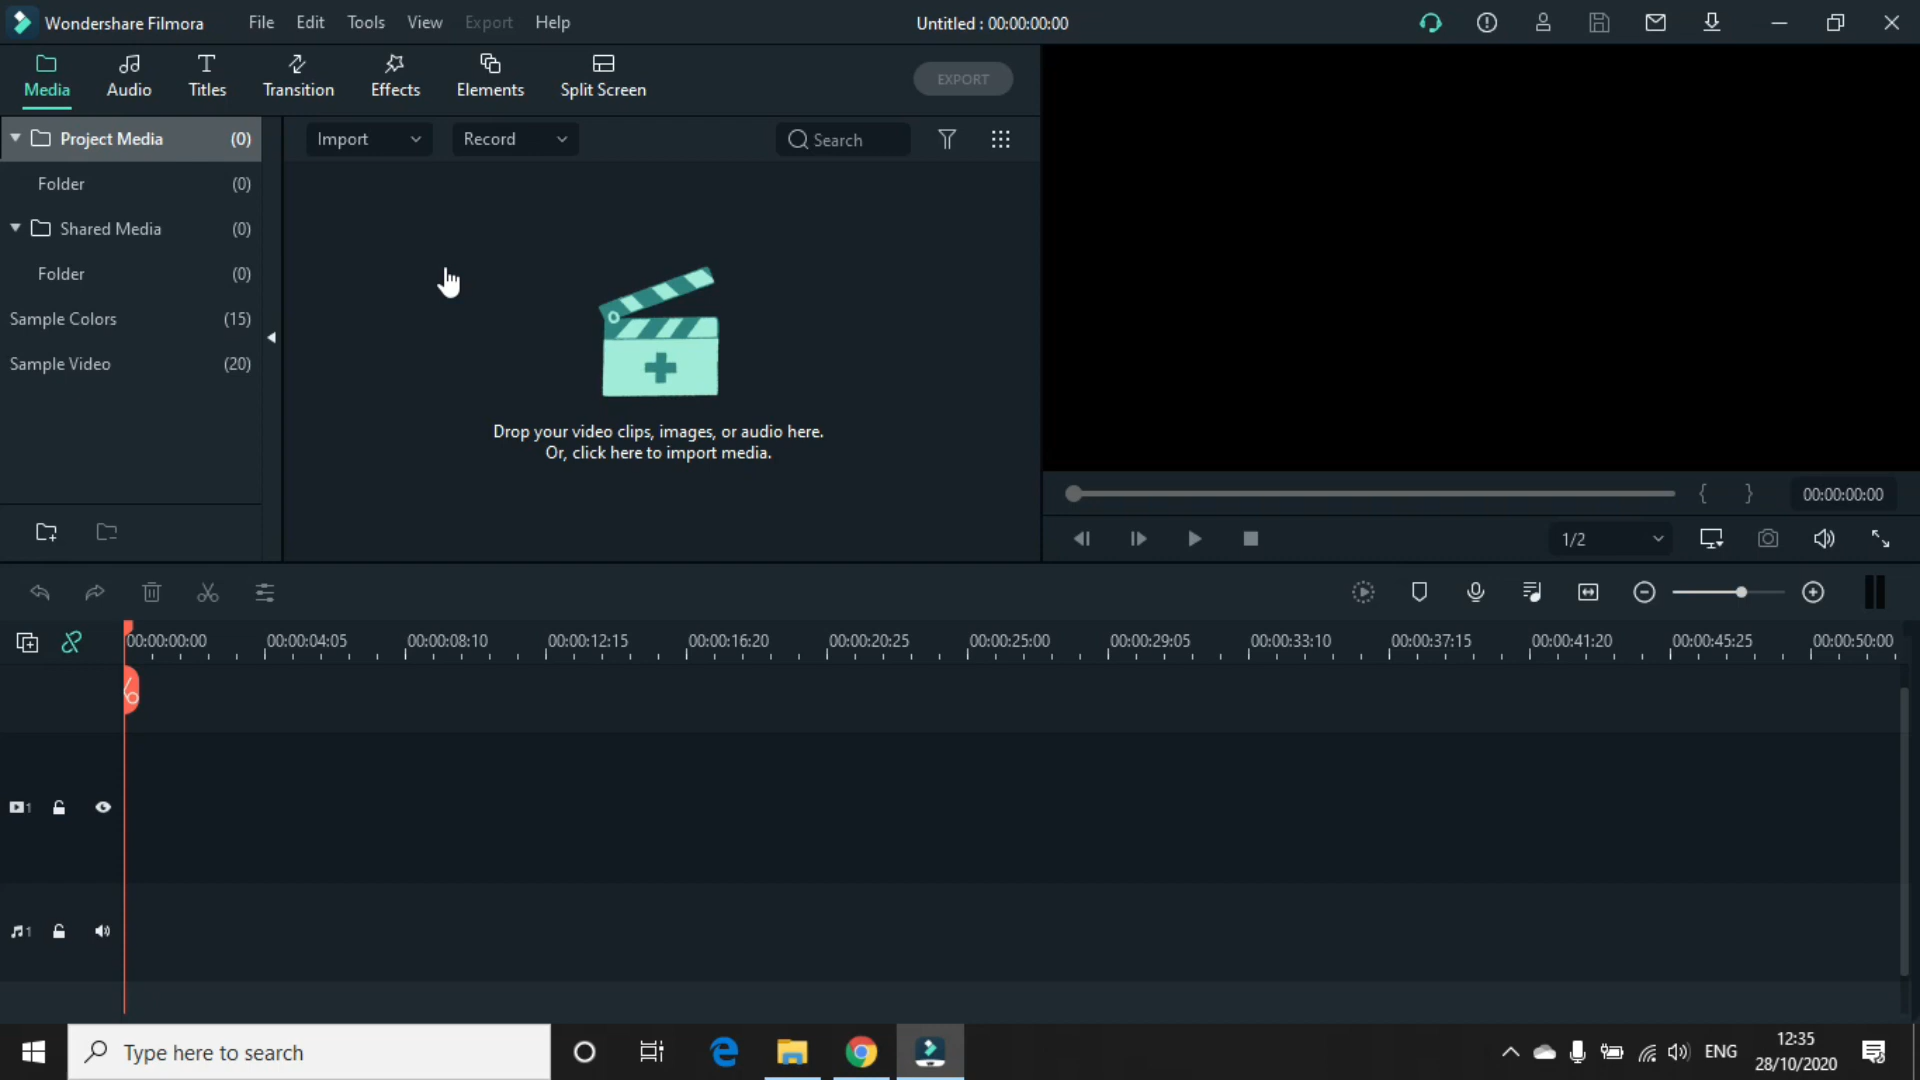 Wondershare Filmora File Edit Tools View Export Help Untitled : 00:00:00:00
Media Audio Titles Transition Effects Elements Split Screen EXPORT
Project Media (0)
Folder (0)
Shared Media (0)
Folder (0)
Sample Colors (15)
Sample Video (20)
Import Record Search
Drop your video clips, images, or audio here.
Or, click here to import media.
{ } 00:00:00:00
1/2
00:00:00:00 00:00:04:05 00:00:08:10 00:00:12:15 00:00:16:20 00:00:20:25 00:00:25:00 00:00:29:05 00:00:33:10 00:00:37:15 00:00:41:20 00:00:45:25 00:00:50:00
1
1
Type here to search
ENG
12:35
28/10/2020